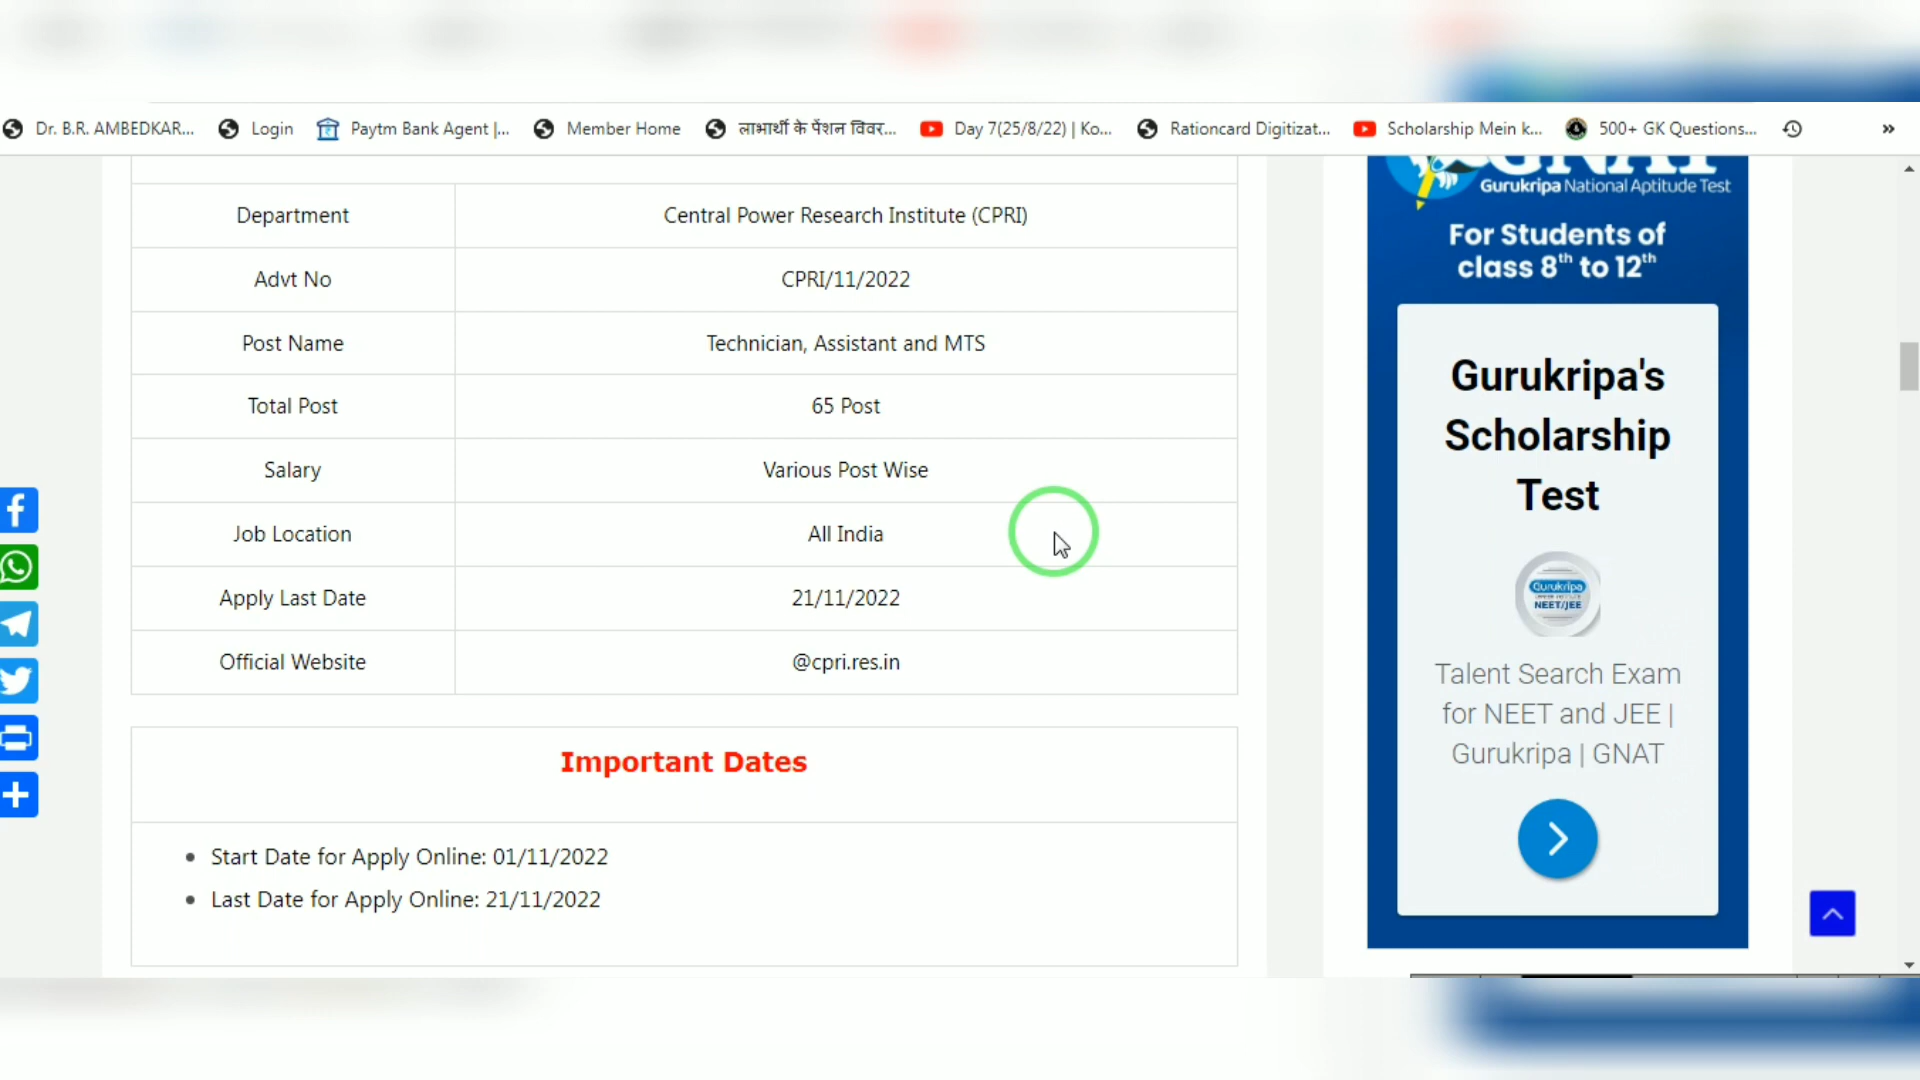 Dr. B.R. AMBEDKAR... Login Paytm Bank Agent |... Member Home लाभार्थी के पेंशन विवर... Day 7(25/8/22) | Ko... Rationcard Digitizat... Scholarship Mein k... 500+ GK Questions... »
Department Central Power Research Institute (CPRI)
Advt No CPRI/11/2022
Post Name Technician, Assistant and MTS
Total Post 65 Post
Salary Various Post Wise
Job Location All India
Apply Last Date 21/11/2022
Official Website @cpri.res.in
Important Dates
Start Date for Apply Online: 01/11/2022
Last Date for Apply Online: 21/11/2022
GNAT
Gurukripa National Aptitude Test
For Students of
class 8th to 12th
Gurukripa's
Scholarship
Test
Gurukripa
NEET/JEE
Talent Search Exam
for NEET and JEE |
Gurukripa | GNAT